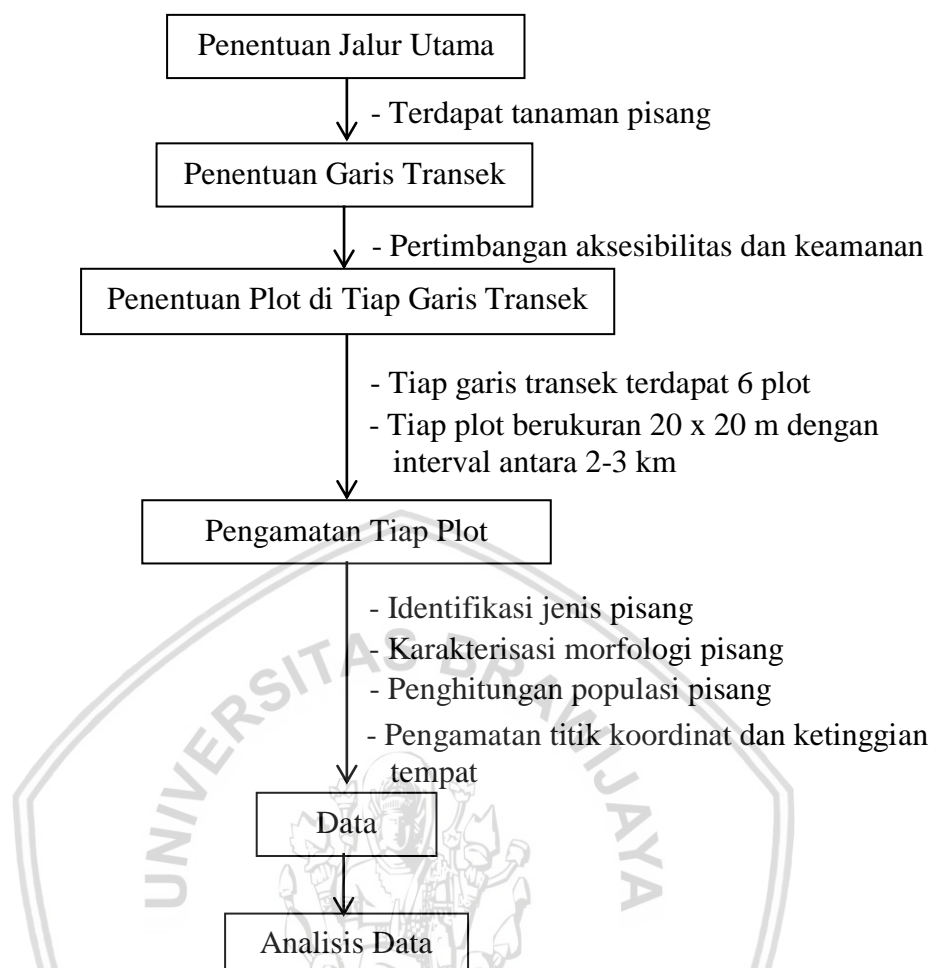 Penentuan Jalur Utama
- Terdapat tanaman pisang
Penentuan Garis Transek
- Pertimbangan aksesibilitas dan keamanan
Penentuan Plot di Tiap Garis Transek
- Tiap garis transek terdapat 6 plot
- Tiap plot berukuran 20 x 20 m dengan
interval antara 2-3 km
Pengamatan Tiap Plot
- Identifikasi jenis pisang
- Karakterisasi morfologi pisang
- Penghitungan populasi pisang
- Pengamatan titik koordinat dan ketinggian
tempat
Data
Analisis Data
UNIVERSITAS BRAWIJAYA